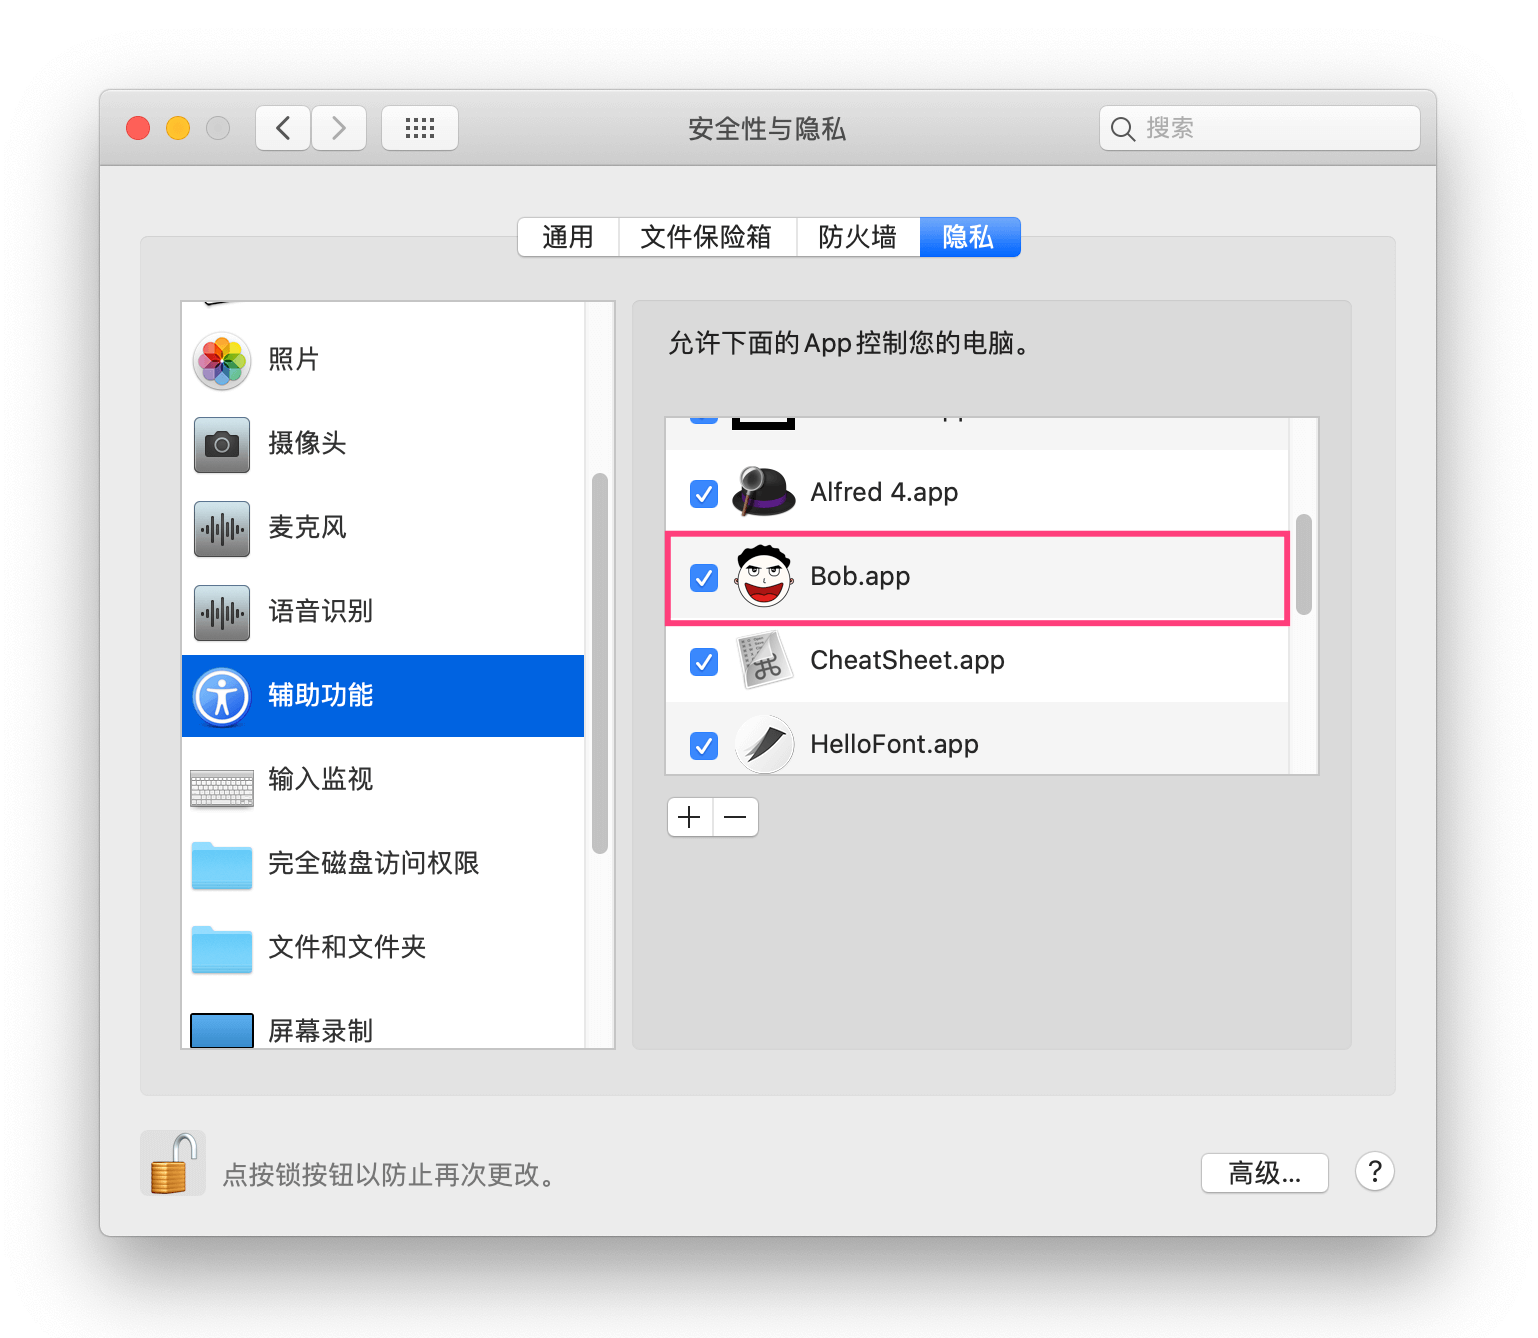 安全性与隐私
搜索
通用
文件保险箱
防火墙
隐私
照片
摄像头
麦克风
语音识别
辅助功能
输入监视
完全磁盘访问权限
文件和文件夹
屏幕录制
允许下面的App控制您的电脑。
Alfred 4.app
Bob.app
CheatSheet.app
HelloFont.app
点按锁按钮以防止再次更改。
高级...
?